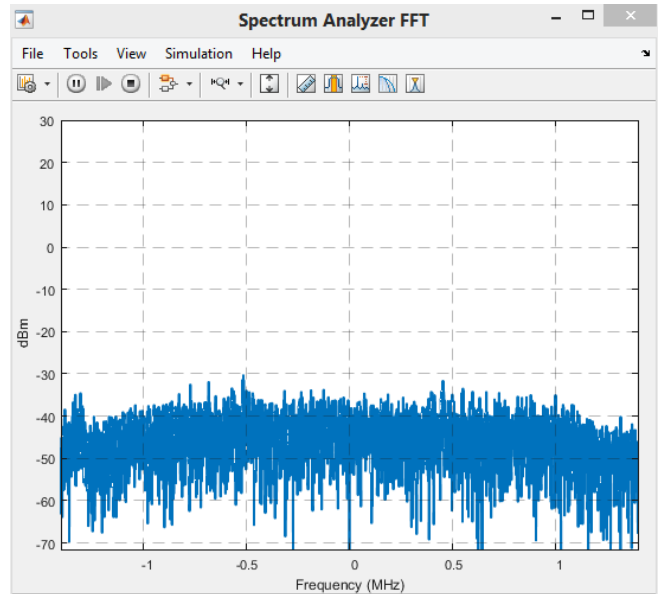 Spectrum Analyzer FFT
File Tools View Simulation Help
30
20
10
0
-10
-20
-30
-40
-50
-60
-70
dBm
-1 -0.5 0 0.5 1
Frequency (MHz)